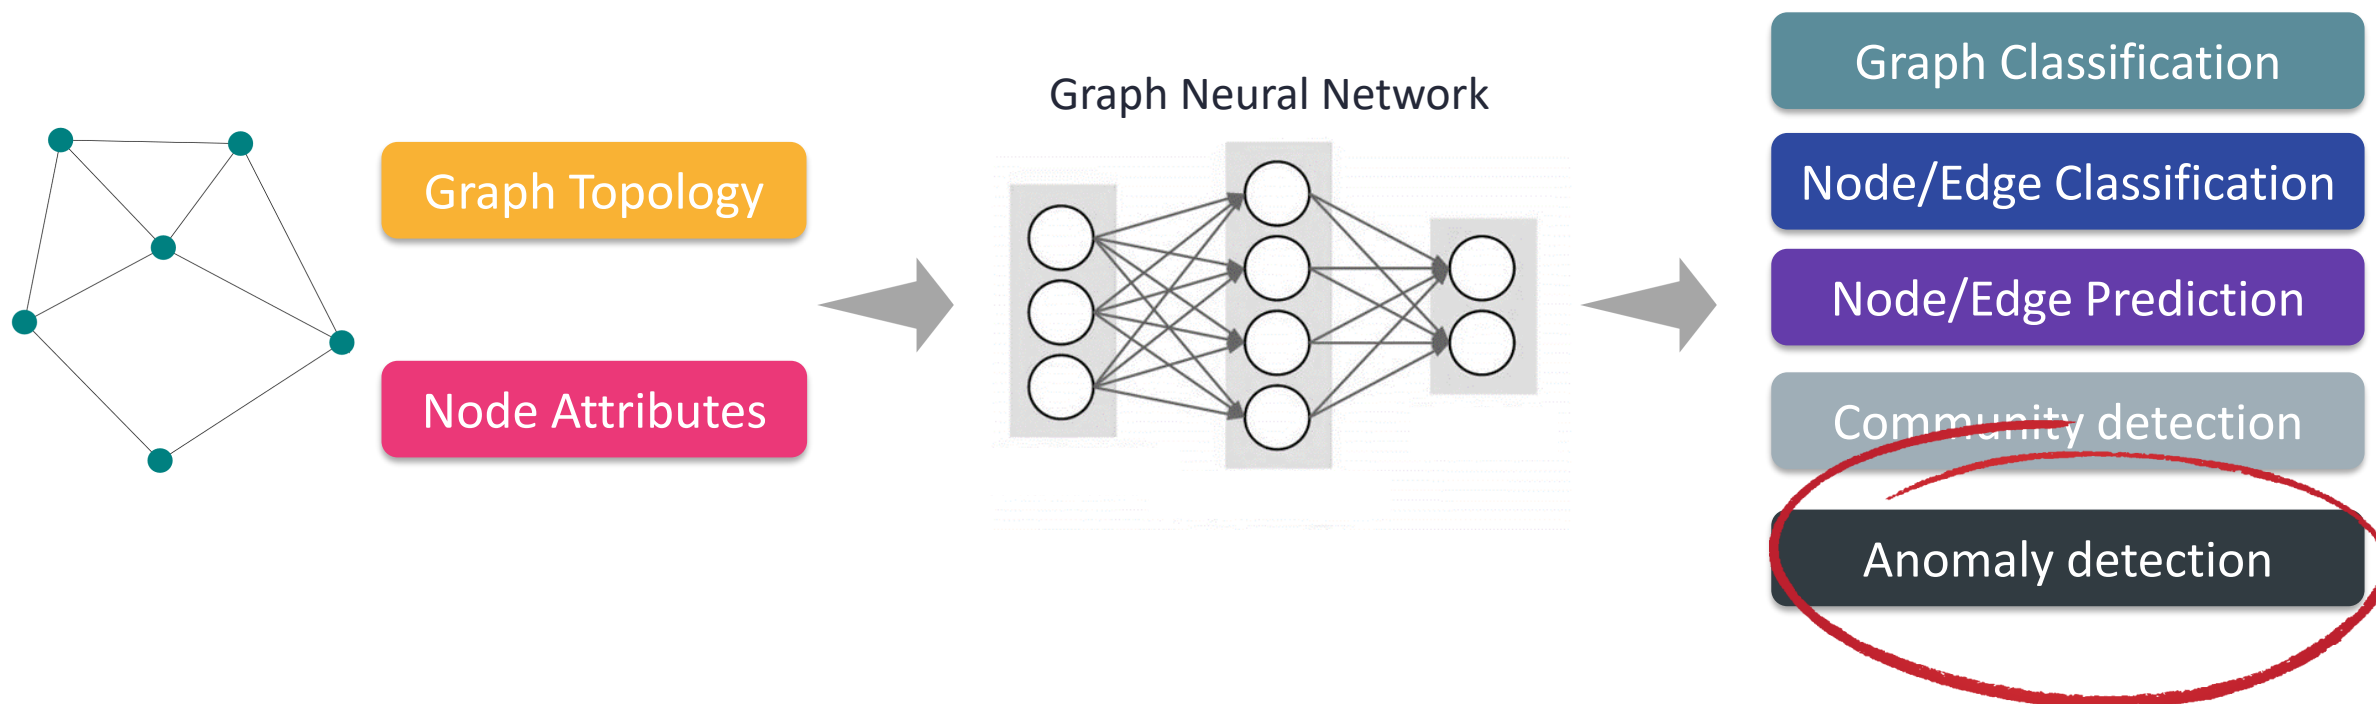 Graph Topology
Node Attributes
Graph Neural Network
Graph Classification
Node/Edge Classification
Node/Edge Prediction
Community detection
Anomaly detection